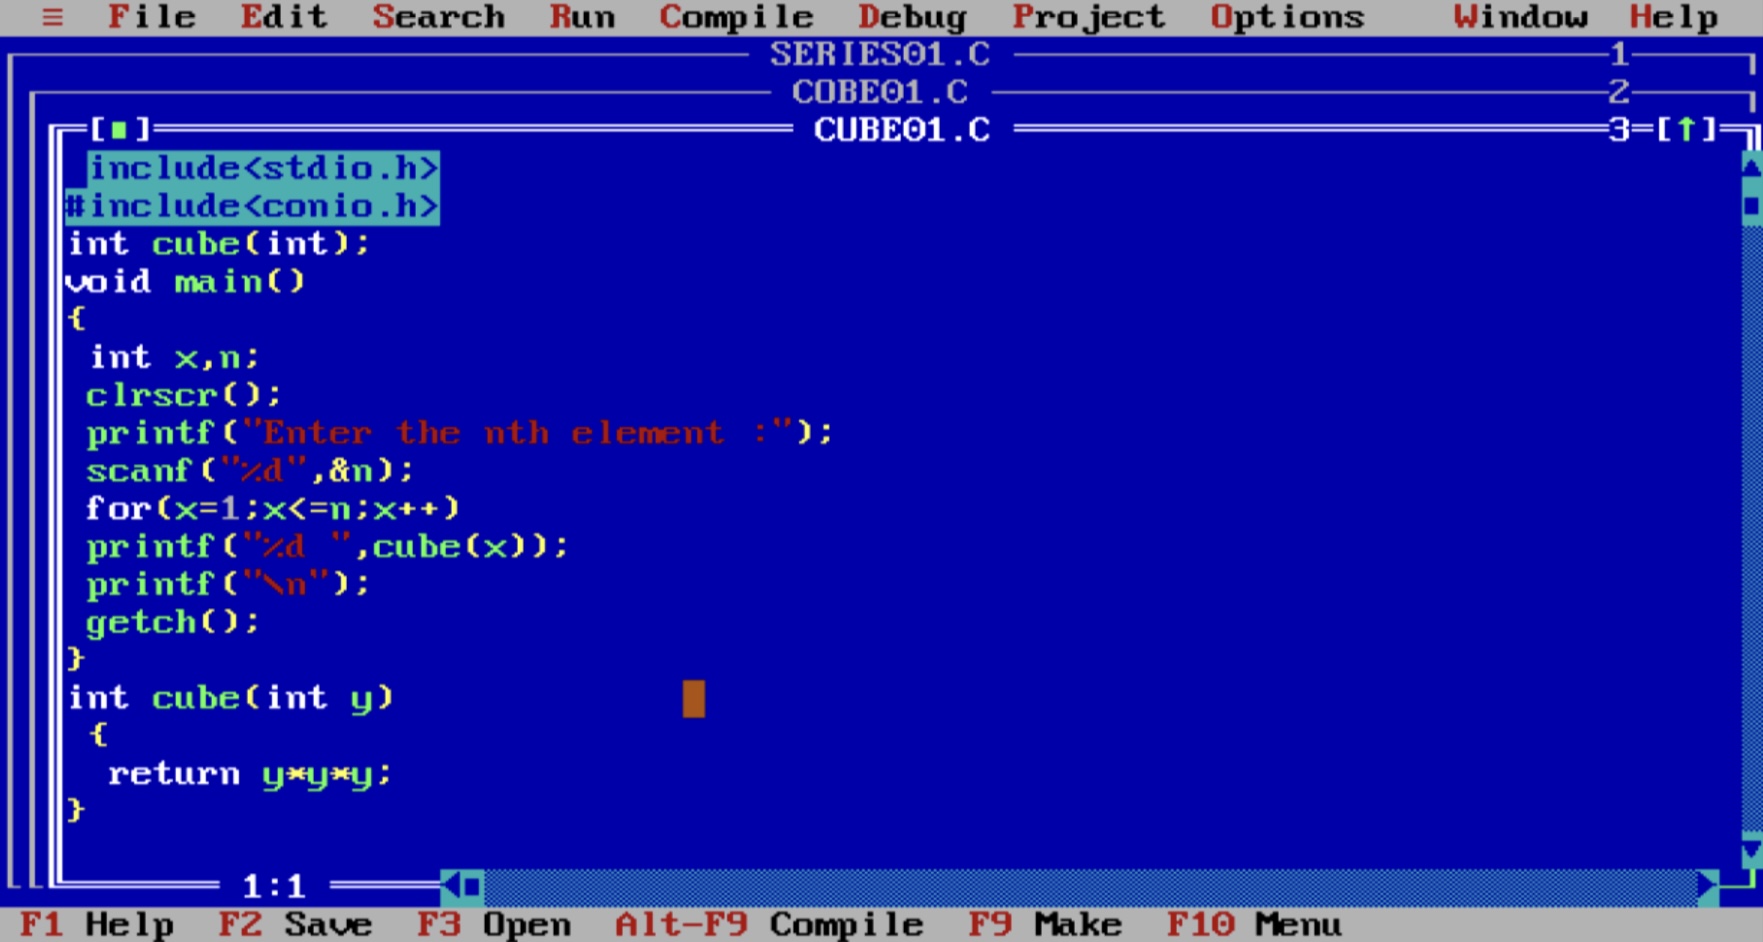 ≡ File Edit Search Run Compile Debug Project Options Window Help
SERIES01.C 1
COBE01.C 2
[■] CUBE01.C 3=[↑]
include<stdio.h>
#include<conio.h>
int cube(int);
void main()
{
int x,n;
clrscr();
printf("Enter the nth element :");
scanf("%d",&n);
for(x=1;x<=n;x++)
printf("%d ",cube(x));
printf("\n");
getch();
}
int cube(int y)
{
return y*y*y;
}
1:1
F1 Help F2 Save F3 Open Alt-F9 Compile F9 Make F10 Menu